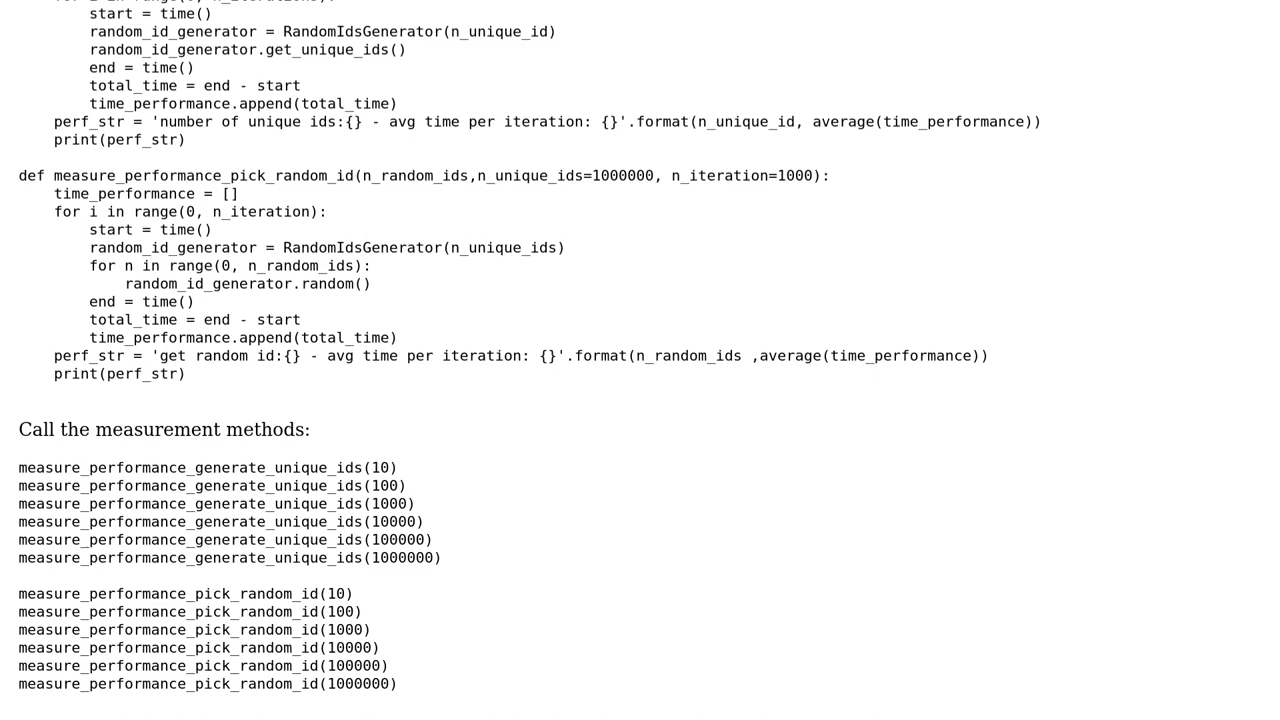 for i in range(0, n_iterations):
        start = time()
        random_id_generator = RandomIdsGenerator(n_unique_id)
        random_id_generator.get_unique_ids()
        end = time()
        total_time = end - start
        time_performance.append(total_time)
    perf_str = 'number of unique ids:{} - avg time per iteration: {}'.format(n_unique_id, average(time_performance))
    print(perf_str)

def measure_performance_pick_random_id(n_random_ids,n_unique_ids=1000000, n_iteration=1000):
    time_performance = []
    for i in range(0, n_iteration):
        start = time()
        random_id_generator = RandomIdsGenerator(n_unique_ids)
        for n in range(0, n_random_ids):
            random_id_generator.random()
        end = time()
        total_time = end - start
        time_performance.append(total_time)
    perf_str = 'get random id:{} - avg time per iteration: {}'.format(n_random_ids ,average(time_performance))
    print(perf_str)

Call the measurement methods:

measure_performance_generate_unique_ids(10)
measure_performance_generate_unique_ids(100)
measure_performance_generate_unique_ids(1000)
measure_performance_generate_unique_ids(10000)
measure_performance_generate_unique_ids(100000)
measure_performance_generate_unique_ids(1000000)

measure_performance_pick_random_id(10)
measure_performance_pick_random_id(100)
measure_performance_pick_random_id(1000)
measure_performance_pick_random_id(10000)
measure_performance_pick_random_id(100000)
measure_performance_pick_random_id(1000000)